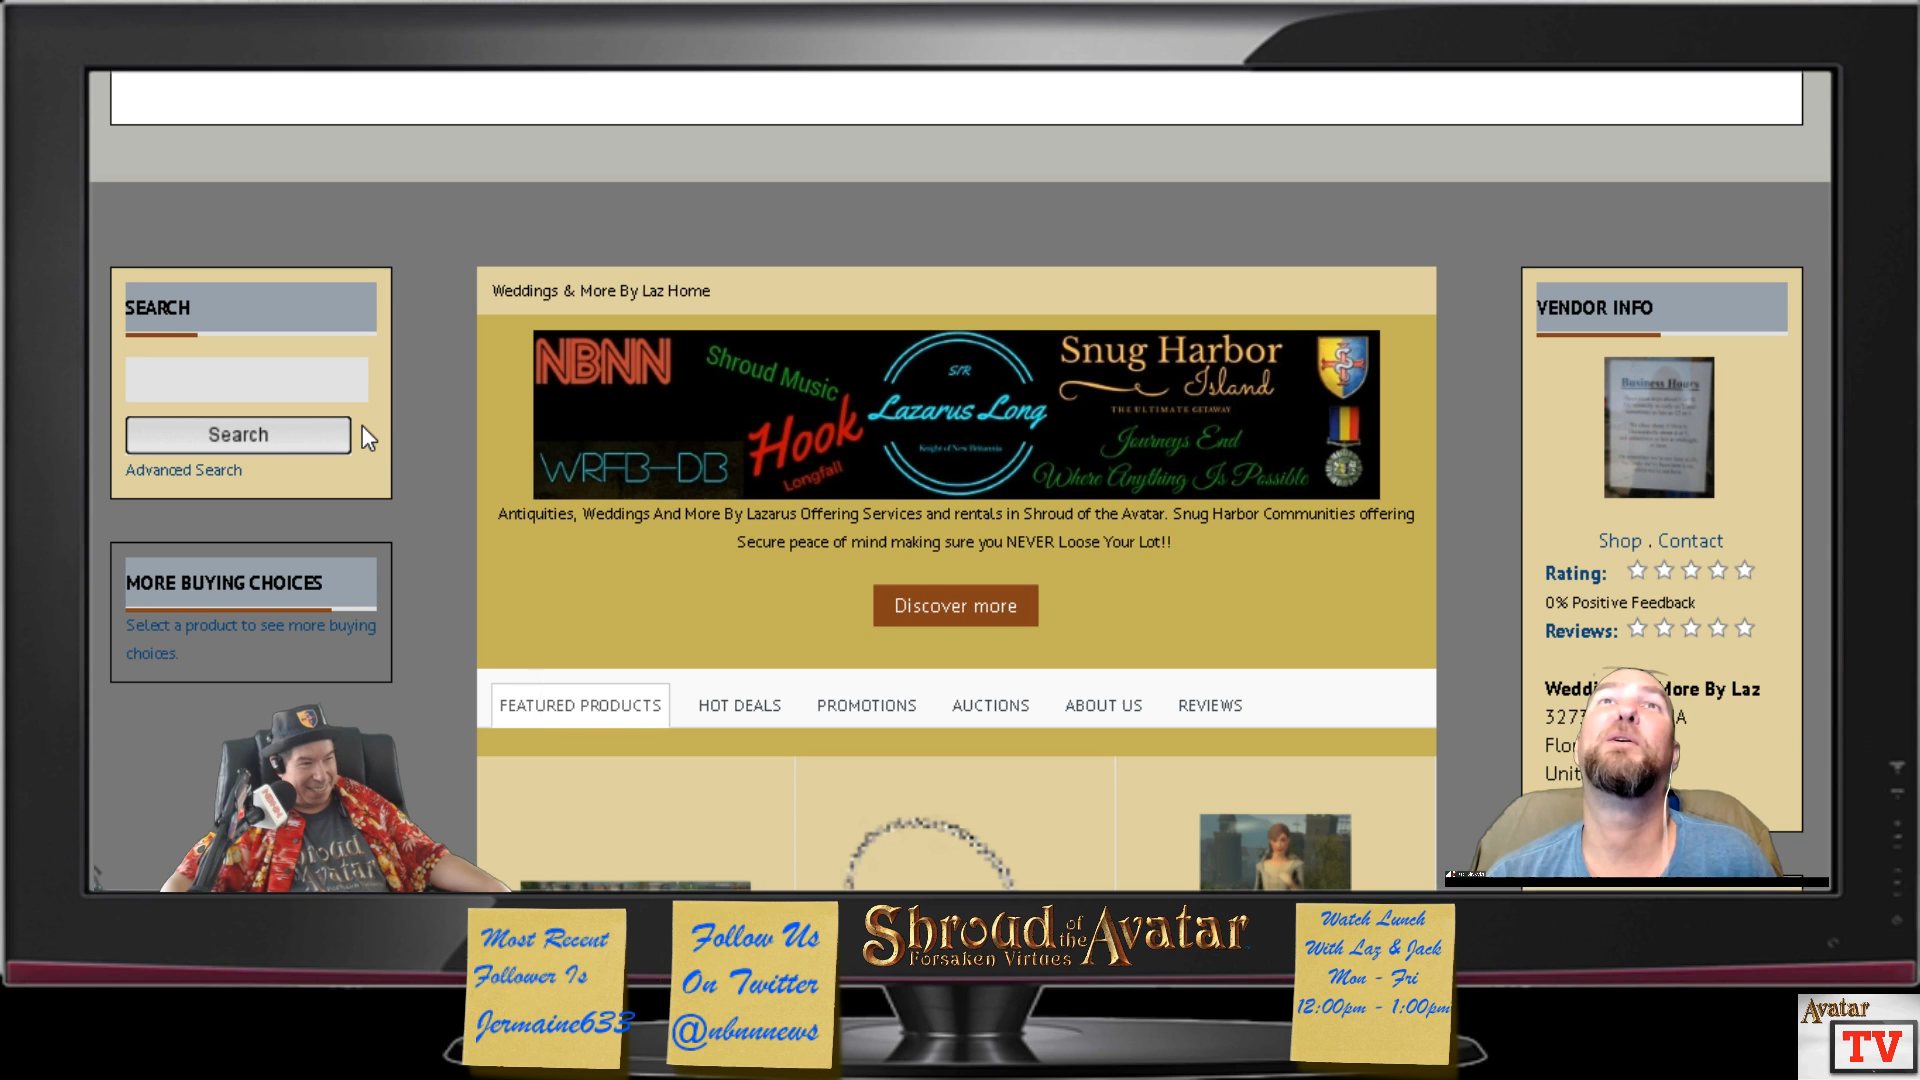 SEARCH
Search
Advanced Search
MORE BUYING CHOICES
Select a product to see more buying
choices.
Weddings & More By Laz Home
NBNN
Shroud Music
Hook
Longfall
WRFB-DB
SIR
Lazarus Long
Knight of New Britannia
Snug Harbor
Island
THE ULTIMATE GETAWAY
Journeys End
Where Anything Is Possible
Antiquities, Weddings And More By Lazarus Offering Services and rentals in Shroud of the Avatar. Snug Harbor Communities offering
Secure peace of mind making sure you NEVER Loose Your Lot!!
Discover more
FEATURED PRODUCTS
HOT DEALS
PROMOTIONS
AUCTIONS
ABOUT US
REVIEWS
VENDOR INFO
Business Hours
Shop . Contact
Rating:
0% Positive Feedback
Reviews:
More By Laz
NBNN
Shroud
Avatar
Most Recent
Follower Is
Jermaine633
Follow Us
On Twitter
@nbnnnews
Shroud of the Avatar
Forsaken Virtues
Watch Lunch
With Laz & Jack
Mon - Fri
12:00pm - 1:00pm
Avatar
TV